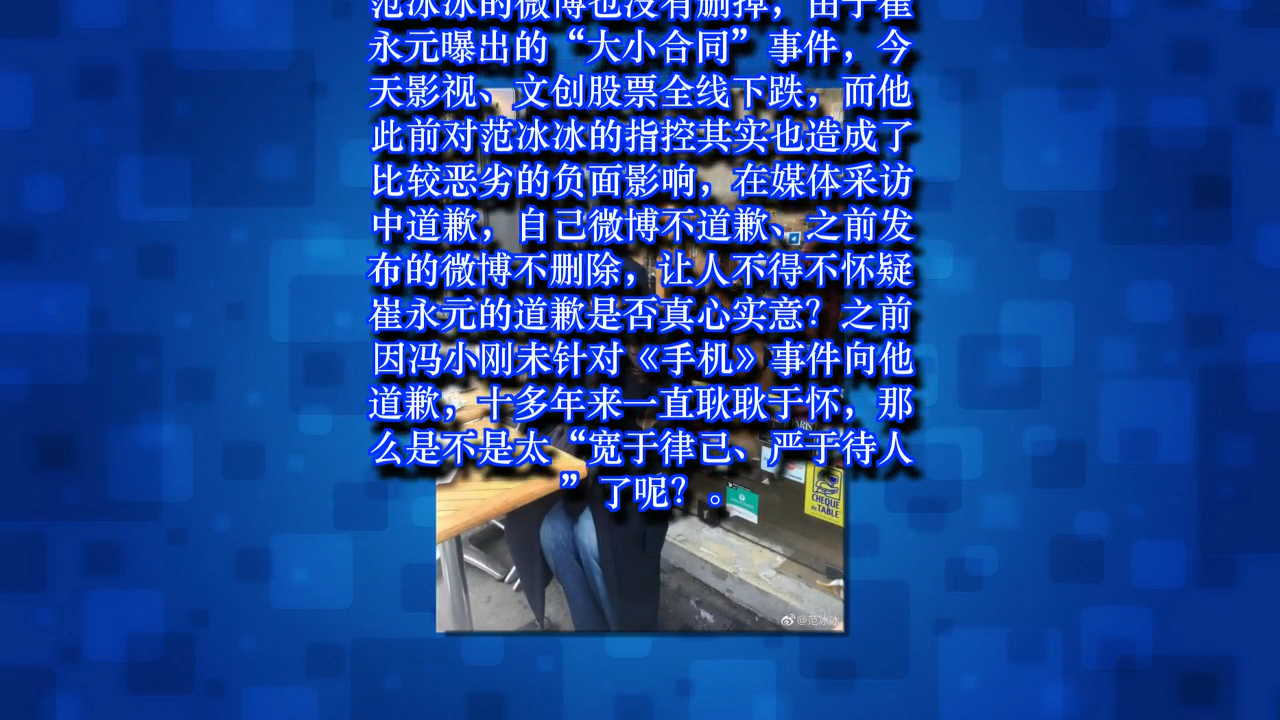 范冰冰的微博也没有删掉，由于崔
永元曝出的“大小合同”事件，今
天影视、文创股票全线下跌，而他
此前对范冰冰的指控其实也造成了
比较恶劣的负面影响，在媒体采访
中道歉，自己微博不道歉、之前发
布的微博不删除，让人不得不怀疑
崔永元的道歉是否真心实意？之前
因冯小刚未针对《手机》事件向他
道歉，十多年来一直耿耿于怀，那
么是不是太“宽于律己、严于待人
”了呢？。
CHEQUE
de TABLE
@范冰冰